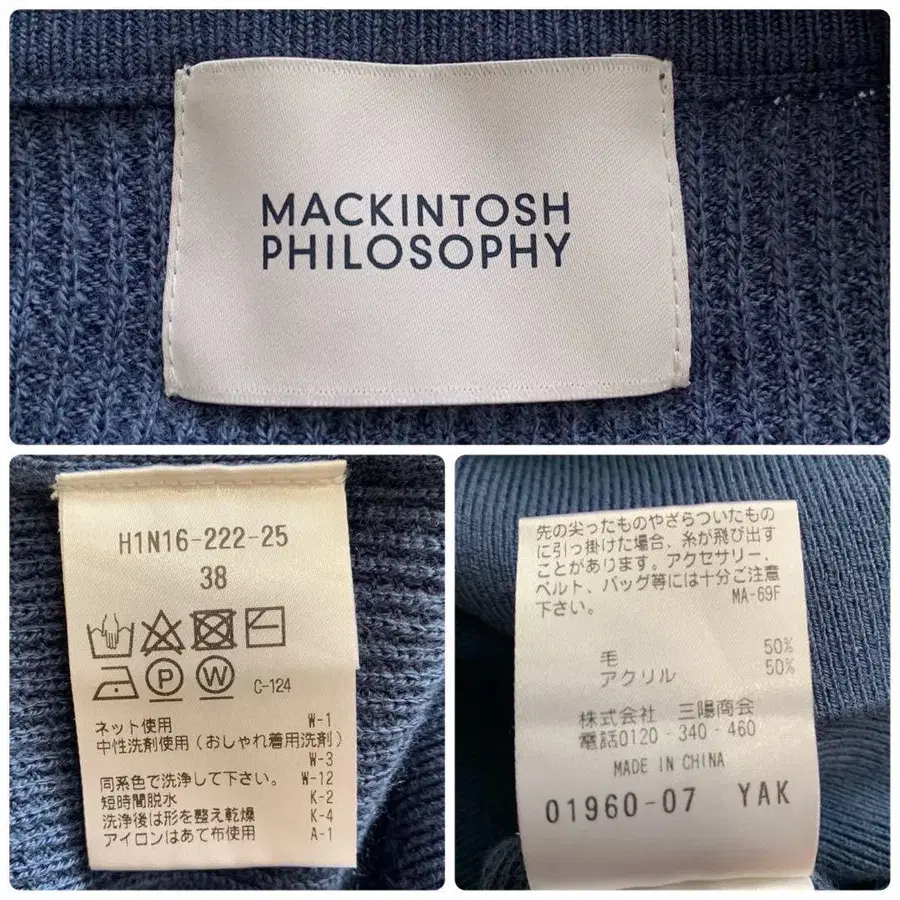 MACKINTOSH
PHILOSOPHY
H1N16-222-25
38
P W C-124
ネット使用 W-1
中性洗剤使用(おしゃれ着用洗剤)
W-3
同系色で洗浄して下さい。 W-12
短時間脱水 K-2
洗浄後は形を整え乾燥 K-4
アイロンはあて布使用 A-1
先の尖ったものやざらついたもの
に引っ掛けた場合、糸が飛び出す
ことがあります。アクセサリー、
ベルト、バッグ等には十分ご注意
下さい。
MA-69F
毛 50%
アクリル 50%
株式会社 三陽商会
電話0120-340-460
MADE IN CHINA
01960-07 YAK